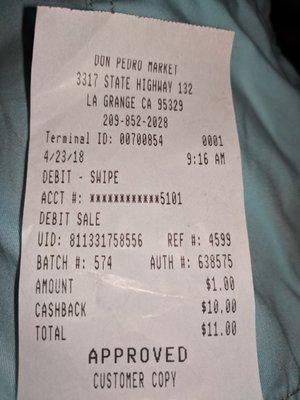 DON PEDRO MARKET
3317 STATE HIGHWAY 132
LA GRANGE CA 95329
209-852-2028
Terminal ID: 00700854 0001
4/23/18 9:16 AM
DEBIT - SWIPE
ACCT #: ************5101
DEBIT SALE
UID: 811331758556 REF #: 4599
BATCH #: 574 AUTH #: 638575
AMOUNT $1.00
CASHBACK $10.00
TOTAL $11.00
APPROVED
CUSTOMER COPY